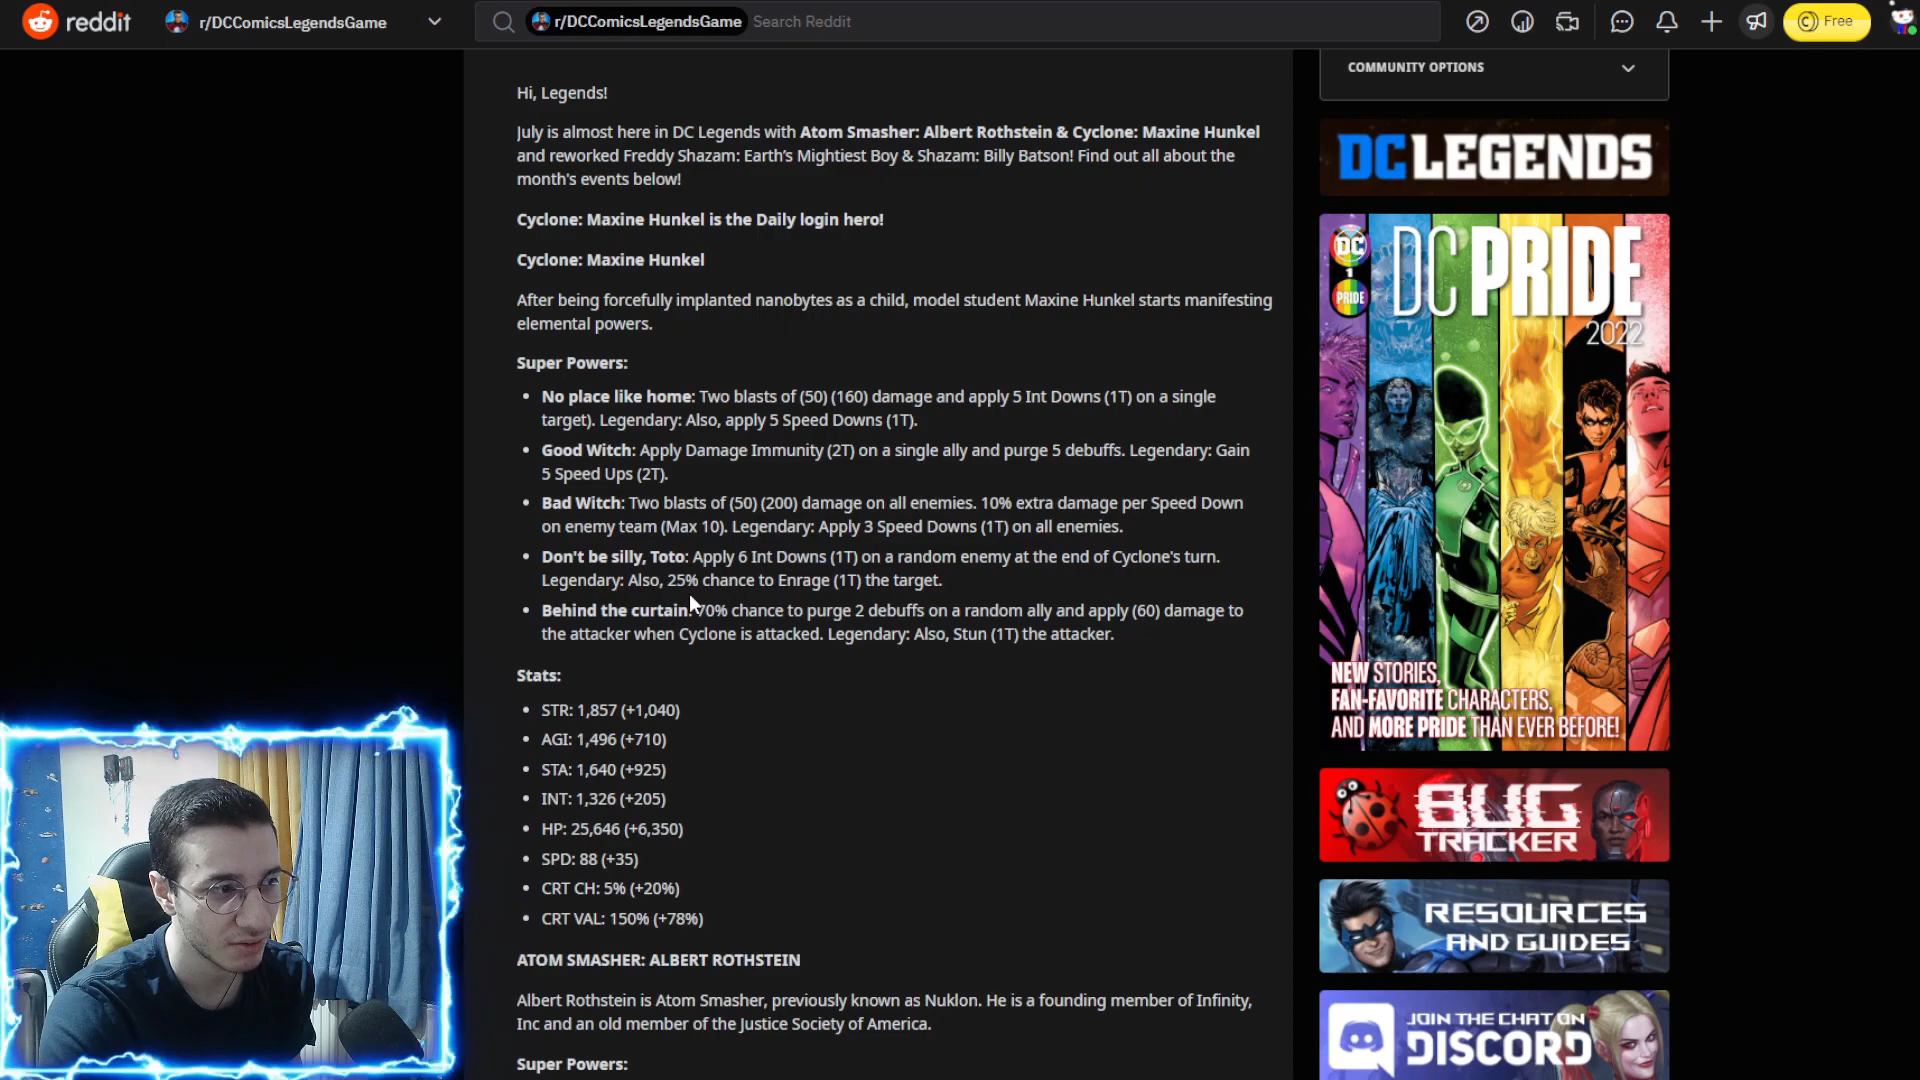 reddit
r/DCComicsLegendsGame
r/DCComicsLegendsGame Search Reddit
Free
Hi, Legends!
July is almost here in DC Legends with Atom Smasher: Albert Rothstein & Cyclone: Maxine Hunkel
and reworked Freddy Shazam: Earth's Mightiest Boy & Shazam: Billy Batson! Find out all about the
month's events below!
Cyclone: Maxine Hunkel is the Daily login hero!
Cyclone: Maxine Hunkel
After being forcefully implanted nanobytes as a child, model student Maxine Hunkel starts manifesting
elemental powers.
Super Powers:
• No place like home: Two blasts of (50) (160) damage and apply 5 Int Downs (1T) on a single
target). Legendary: Also, apply 5 Speed Downs (1T).
• Good Witch: Apply Damage Immunity (2T) on a single ally and purge 5 debuffs. Legendary: Gain
5 Speed Ups (2T).
• Bad Witch: Two blasts of (50) (200) damage on all enemies. 10% extra damage per Speed Down
on enemy team (Max 10). Legendary: Apply 3 Speed Downs (1T) on all enemies.
• Don't be silly, Toto: Apply 6 Int Downs (1T) on a random enemy at the end of Cyclone's turn.
Legendary: Also, 25% chance to Enrage (1T) the target.
• Behind the curtain: 70% chance to purge 2 debuffs on a random ally and apply (60) damage to
the attacker when Cyclone is attacked. Legendary: Also, Stun (1T) the attacker.
Stats:
• STR: 1,857 (+1,040)
• AGI: 1,496 (+710)
• STA: 1,640 (+925)
• INT: 1,326 (+205)
• HP: 25,646 (+6,350)
• SPD: 88 (+35)
• CRT CH: 5% (+20%)
• CRT VAL: 150% (+78%)
ATOM SMASHER: ALBERT ROTHSTEIN
Albert Rothstein is Atom Smasher, previously known as Nuklon. He is a founding member of Infinity,
Inc and an old member of the Justice Society of America.
Super Powers:
COMMUNITY OPTIONS
DC LEGENDS
DC
1
PRIDE
DC PRIDE
2022
NEW STORIES,
FAN-FAVORITE CHARACTERS,
AND MORE PRIDE THAN EVER BEFORE!
BUG
TRACKER
RESOURCES
AND GUIDES
JOIN THE CHAT ON
DISCORD